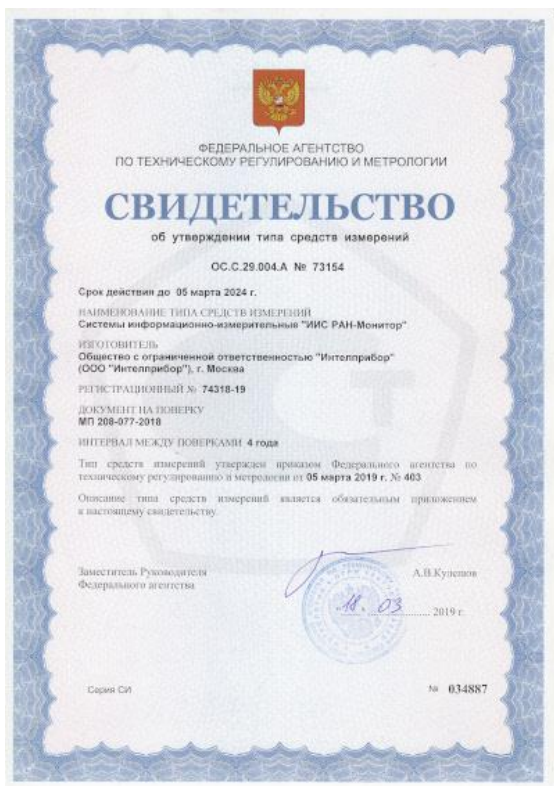 ФЕДЕРАЛЬНОЕ АГЕНТСТВО
ПО ТЕХНИЧЕСКОМУ РЕГУЛИРОВАНИЮ И МЕТРОЛОГИИ
СВИДЕТЕЛЬСТВО
об утверждении типа средств измерений
ОС.С.29.004.А № 73154
Срок действия до 05 марта 2024 г.
НАИМЕНОВАНИЕ ТИПА СРЕДСТВ ИЗМЕРЕНИЙ
Системы информационно-измерительные "ИИС РАН-Монитор"
ИЗГОТОВИТЕЛЬ
Общество с ограниченной ответственностью "Интелприбор"
(ООО "Интелприбор"), г. Москва
РЕГИСТРАЦИОННЫЙ № 74318-19
ДОКУМЕНТ НА ПОВЕРКУ
МП 208-077-2018
ИНТЕРВАЛ МЕЖДУ ПОВЕРКАМИ 4 года
Тип средств измерений утвержден приказом Федерального агентства по
техническому регулированию и метрологии от 05 марта 2019 г. № 403
Описание типа средств измерений является обязательным приложением
к настоящему свидетельству.
Заместитель Руководителя А.В.Кулешов
Федерального агентства
18. 03 2019 г.
Серия СИ № 034887